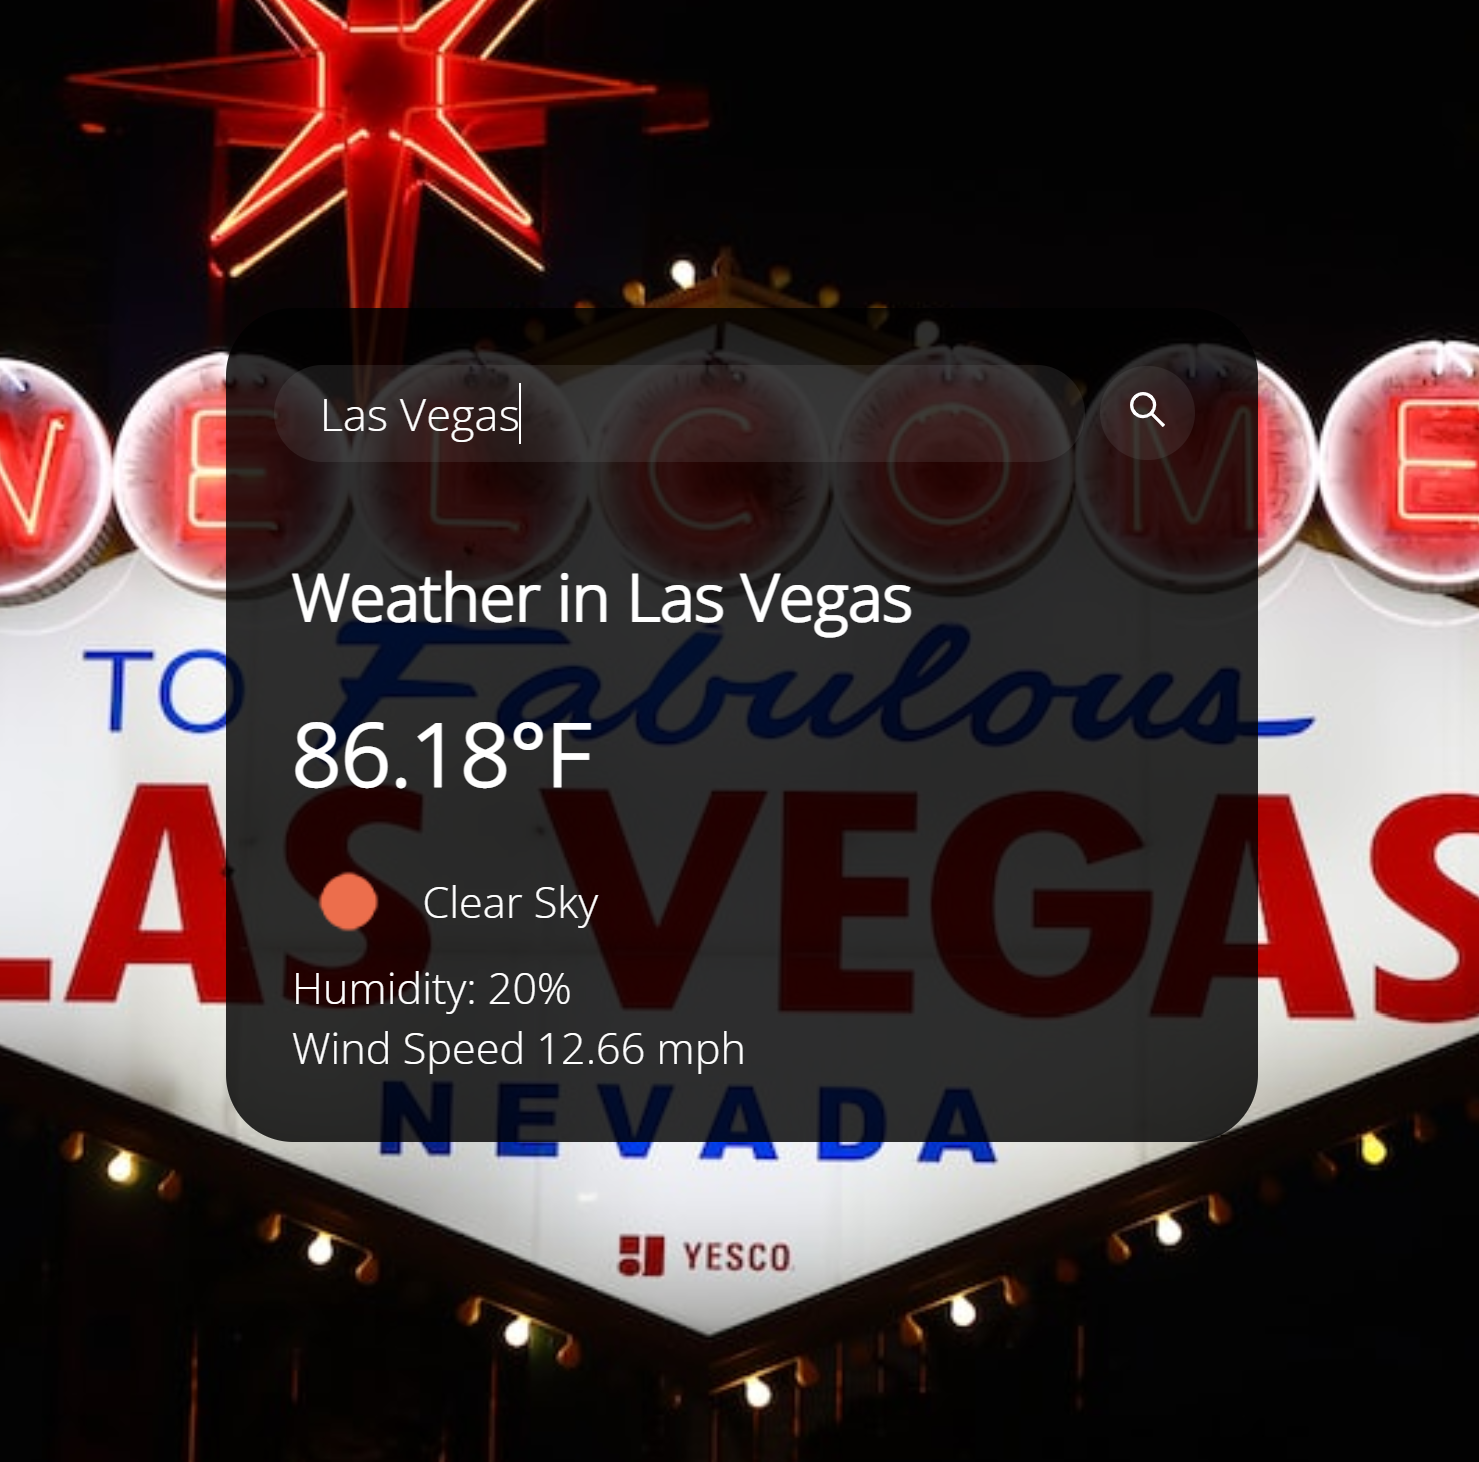 WELCOME
Las Vegas
Weather in Las Vegas
TO Fabulous
86.18°F
LAS VEGAS
Clear Sky
Humidity: 20%
Wind Speed 12.66 mph
NEVADA
YESCO